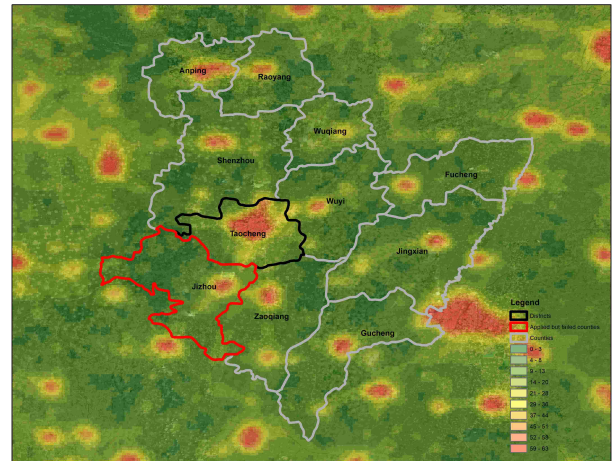 Anping
Raoyang
Wuqiang
Shenzhou
Fucheng
Wuyi
Taocheng
Jingxian
Jizhou
Zaoqiang
Gucheng
Legend
Districts
Applied but failed counties
Counties
0 - 3
4 - 8
9 - 13
14 - 20
21 - 28
29 - 36
37 - 44
45 - 51
52 - 58
59 - 63